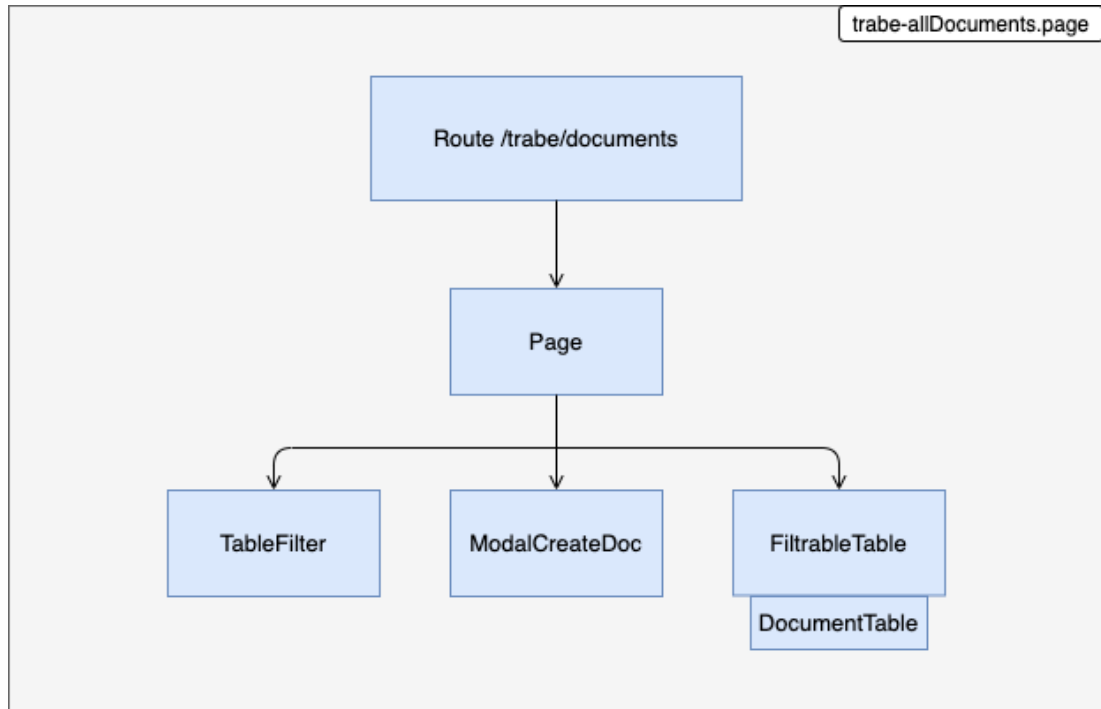 trabe-allDocuments.page
Route /trabe/documents
Page
TableFilter
ModalCreateDoc
FiltrableTable
DocumentTable